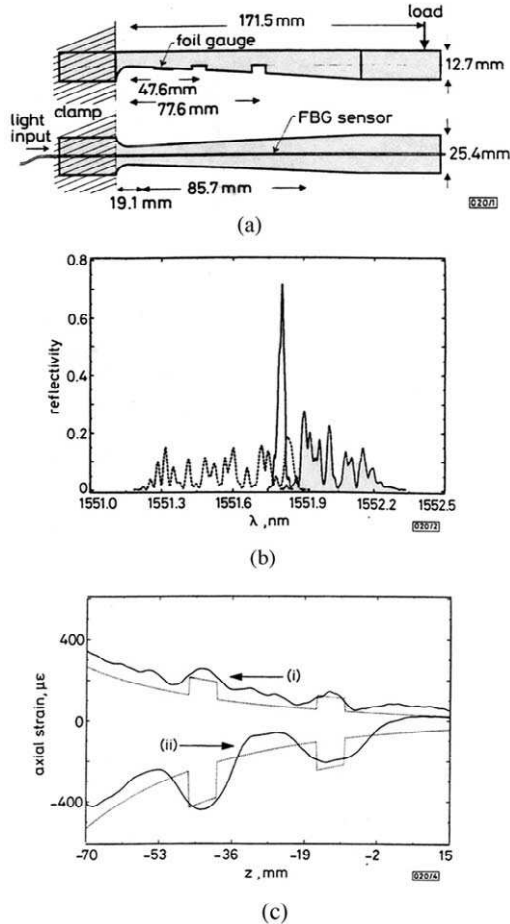 171.5 mm
load
foil gauge
12.7mm
47.6mm
77.6mm
clamp
light
input
FBG sensor
25.4mm
19.1 mm
85.7 mm
020/1
(a)
0.8
0.6
0.4
0.2
0
reflectivity
1551.0 1551.3 1551.6 1551.9 1552.2 1552.5
λ ,nm
020/2
(b)
400
0
-400
axial strain, με
(i)
(ii)
-70 -53 -36 -19 -2 15
z ,mm
020/4
(c)